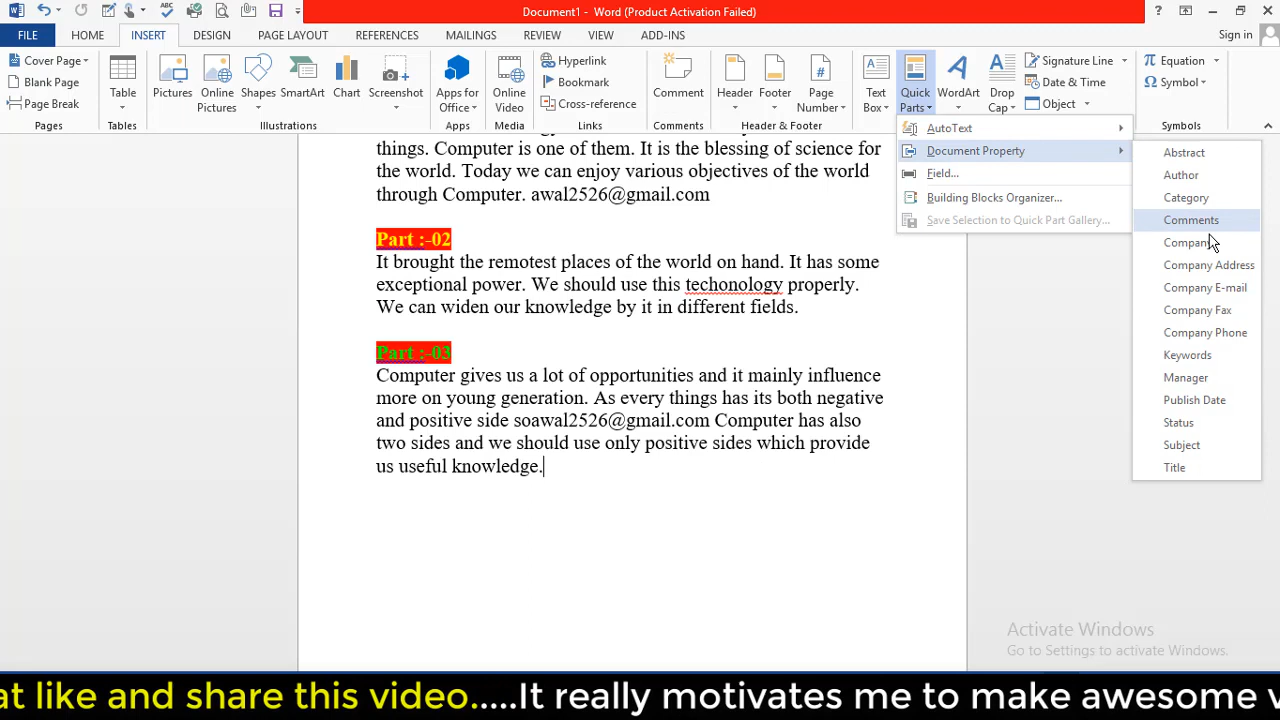 Document1 - Word (Product Activation Failed)
?
FILE HOME INSERT DESIGN PAGE LAYOUT REFERENCES MAILINGS REVIEW VIEW ADD-INS Sign in
Cover Page
Blank Page
Page Break
Pages
Table
Tables
Pictures
Online Pictures
Shapes
SmartArt
Chart
Screenshot
Illustrations
Apps for Office
Apps
Online Video
Media
Hyperlink
Bookmark
Cross-reference
Links
Comment
Comments
Header
Footer
Page Number
Header & Footer
Text Box
Quick Parts
WordArt
Drop Cap
Signature Line
Date & Time
Object
Equation
Symbol
Symbols
AutoText
Document Property
Field...
Building Blocks Organizer...
Save Selection to Quick Part Gallery...
Abstract
Author
Category
Comments
Company
Company Address
Company E-mail
Company Fax
Company Phone
Keywords
Manager
Publish Date
Status
Subject
Title
things. Computer is one of them. It is the blessing of science for
the world. Today we can enjoy various objectives of the world
through Computer. awal2526@gmail.com
Part :-02
It brought the remotest places of the world on hand. It has some
exceptional power. We should use this techonology properly.
We can widen our knowledge by it in different fields.
Part :-03
Computer gives us a lot of opportunities and it mainly influence
more on young generation. As every things has its both negative
and positive side soawal2526@gmail.com Computer has also
two sides and we should use only positive sides which provide
us useful knowledge.
Activate Windows
Go to Settings to activate Windows.
at like and share this video.....It really motivates me to make awesome v